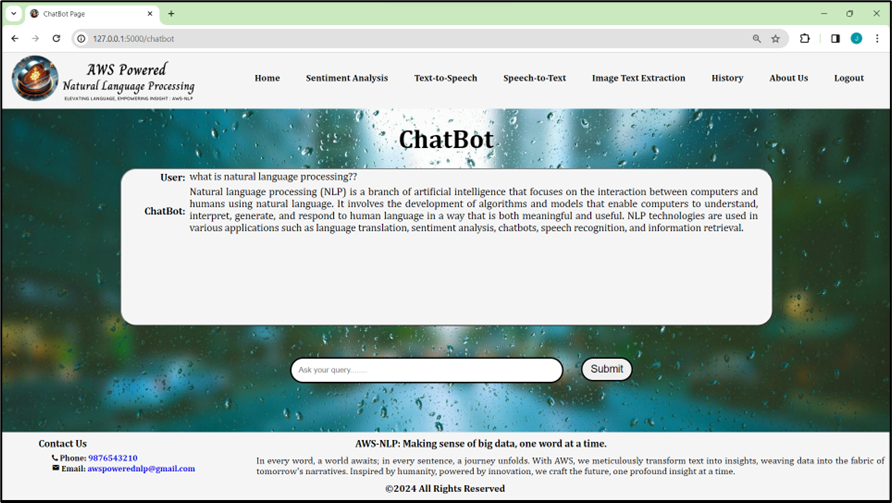 ChatBot Page
127.0.0.1:5000/chatbot
J
AWS Powered
Natural Language Processing
ELEVATING LANGUAGE, EMPOWERING INSIGHT : AWS-NLP
Home Sentiment Analysis Text-to-Speech Speech-to-Text Image Text Extraction History About Us Logout
ChatBot
User: what is natural language processing??
Natural language processing (NLP) is a branch of artificial intelligence that focuses on the interaction between computers and
humans using natural language. It involves the development of algorithms and models that enable computers to understand,
ChatBot: interpret, generate, and respond to human language in a way that is both meaningful and useful. NLP technologies are used in
various applications such as language translation, sentiment analysis, chatbots, speech recognition, and information retrieval.
Ask your query........
Submit
Contact Us
Phone: 9876543210
Email: awspowerednlp@gmail.com
AWS-NLP: Making sense of big data, one word at a time.
In every word, a world awaits; in every sentence, a journey unfolds. With AWS, we meticulously transform text into insights, weaving data into the fabric of
tomorrow's narratives. Inspired by humanity, powered by innovation, we craft the future, one profound insight at a time.
©2024 All Rights Reserved